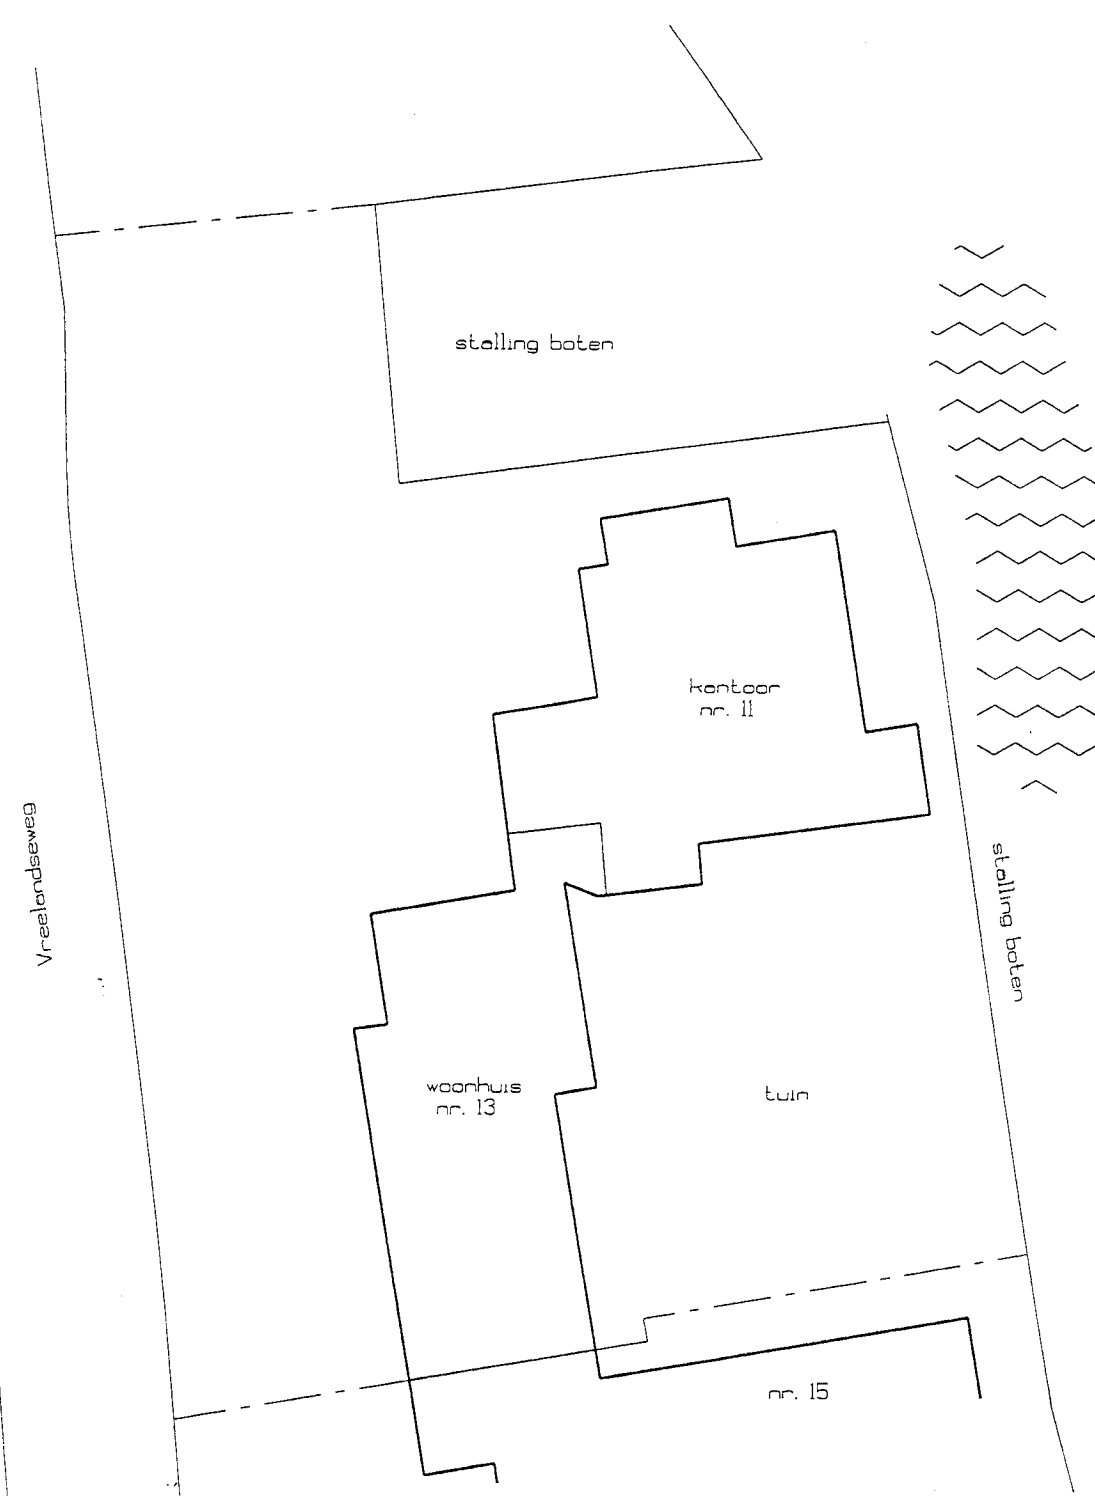 stalling boten
kantoor
nr. 11
Vreelandseweg
stalling boten
woonhuis
nr. 13
tuin
nr. 15